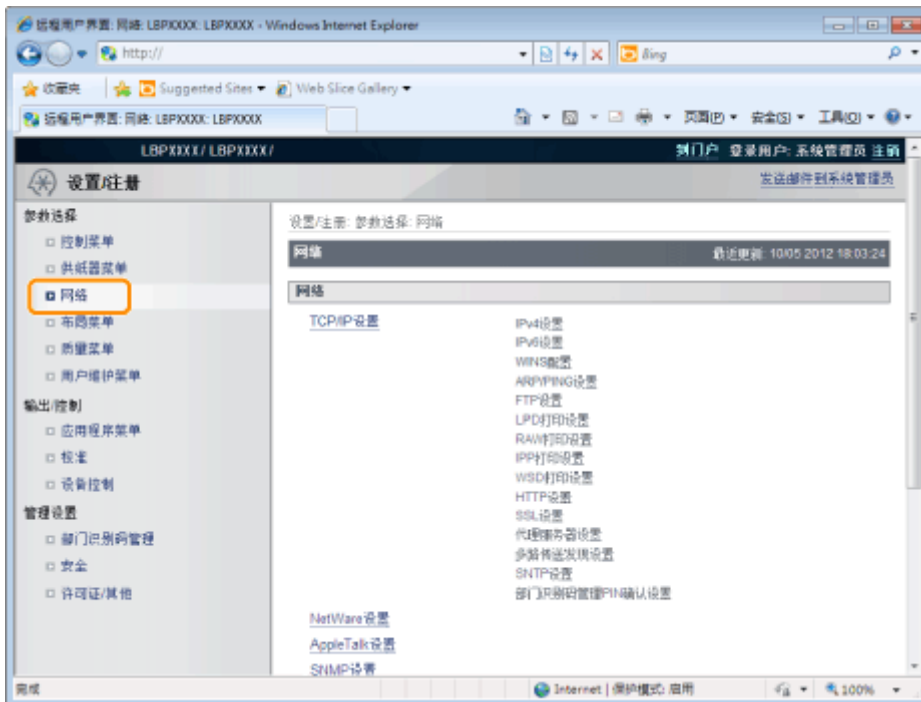 远程用户界面: 网络: LBPXXXX: LBPXXXX - Windows Internet Explorer
http://
Bing
收藏夹 Suggested Sites Web Slice Gallery
远程用户界面: 网络: LBPXXXX: LBPXXXX
页面(P) 安全(S) 工具(O)
LBPXXXX/ LBPXXXX/
到门户 登录用户: 系统管理员 注销
设置/注册
发送邮件到系统管理员
参数选择
控制菜单
供纸器菜单
网络
布局菜单
质量菜单
用户维护菜单
输出/控制
应用程序菜单
校准
设备控制
管理设置
部门识别码管理
安全
许可证/其他
设置/注册: 参数选择: 网络
网络
最近更新: 10/05 2012 18:03:24
网络
TCP/IP设置
IPv4设置
IPv6设置
WINS配置
ARP/PING设置
FTP设置
LPD打印设置
RAW打印设置
IPP打印设置
WSD打印设置
HTTP设置
SSL设置
代理服务器设置
多路传送发现设置
SNTP设置
部门识别码管理PIN确认设置
NetWare设置
AppleTalk设置
SNMP设置
完成
Internet | 保护模式: 启用
100%